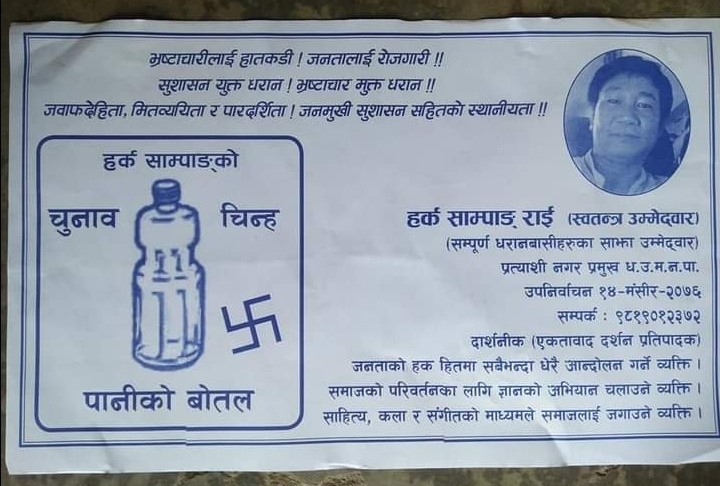 भ्रष्टाचारीलाई हातकडी ! जनतालाई रोजगारी !!
सुशासन युक्त धरान ! भ्रष्टाचार मुक्त धरान !!
जवाफदेहिता, मितव्ययिता र पारदर्शिता ! जनमुखी सुशासन सहितको स्थानीयता !!
हर्क साम्पाङ्को
चुनाव चिन्ह
पानीको बोतल
हर्क साम्पाङ् राई (स्वतन्त्र उम्मेदवार)
(सम्पूर्ण धरानबासीहरुका साझा उम्मेदवार)
प्रत्याशी नगर प्रमुख ध.उ.म.न.पा.
उपनिर्वाचन १४-मंसीर-२०७६
सम्पर्क : ९८१९०१२३७२
दार्शनीक (एकतावाद दर्शन प्रतिपादक)
जनताको हक हितमा सबैभन्दा धेरै आन्दोलन गर्ने व्यक्ति ।
समाजको परिवर्तनका लागि ज्ञानको अभियान चलाउने व्यक्ति ।
साहित्य, कला र संगीतको माध्यमले समाजलाई जगाउने व्यक्ति ।